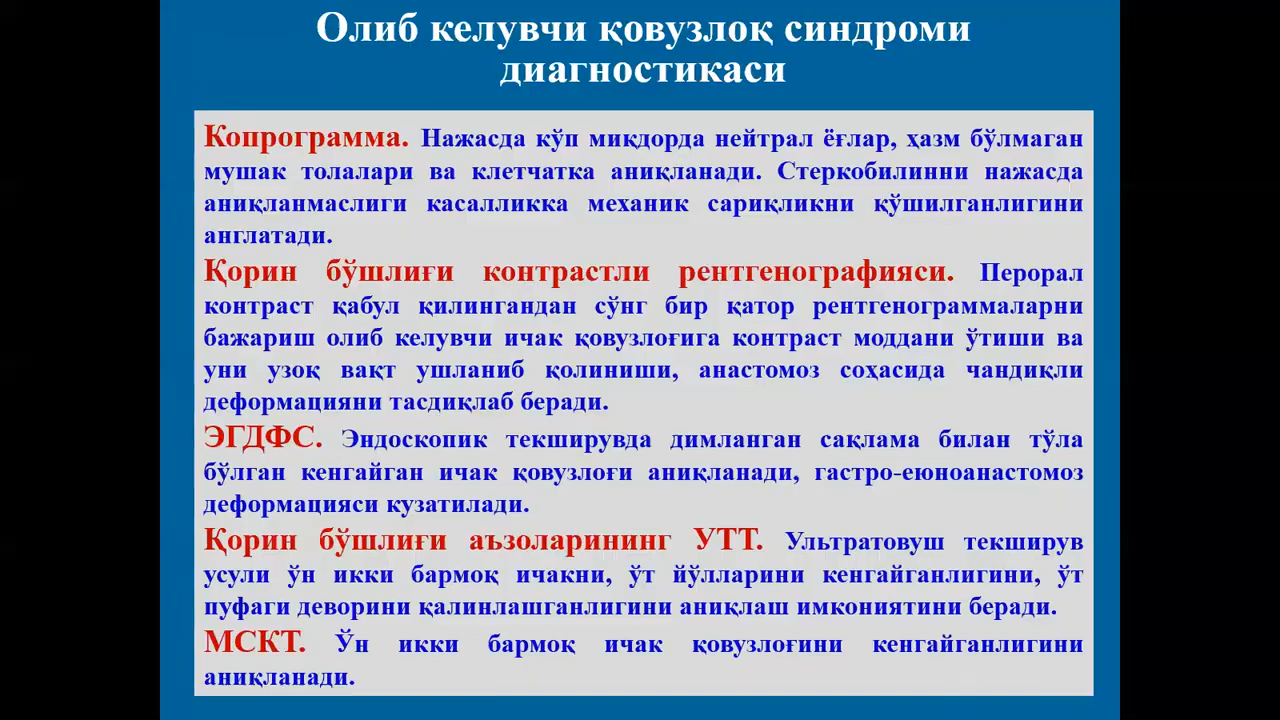 Олиб келувчи қовузлоқ синдроми
диагностикаси
Копрограмма. Нажасда кўп миқдорда нейтрал ёғлар, ҳазм бўлмаган
мушак толалари ва клетчатка аниқланади. Стеркобилинни нажасда
аниқланмаслиги касалликка механик сариқликни қўшилганлигини
англатади.
Қорин бўшлиғи контрастли рентгенографияси. Перорал
контраст қабул қилингандан сўнг бир қатор рентгенограммаларни
бажариш олиб келувчи ичак қовузлоғига контраст моддани ўтиши ва
уни узоқ вақт ушланиб қолиниши, анастомоз соҳасида чандиқли
деформацияни тасдиқлаб беради.
ЭГДФС. Эндоскопик текширувда димланган сақлама билан тўла
бўлган кенгайган ичак қовузлоғи аниқланади, гастро-еюноанастомоз
деформацияси кузатилади.
Қорин бўшлиғи аъзоларининг УТТ. Ультратовуш текширув
усули ўн икки бармоқ ичакни, ўт йўлларини кенгайганлигини, ўт
пуфаги деворини қалинлашганлигини аниқлаш имкониятини беради.
МСКТ. Ўн икки бармоқ ичак қовузлоғини кенгайганлигини
аниқланади.